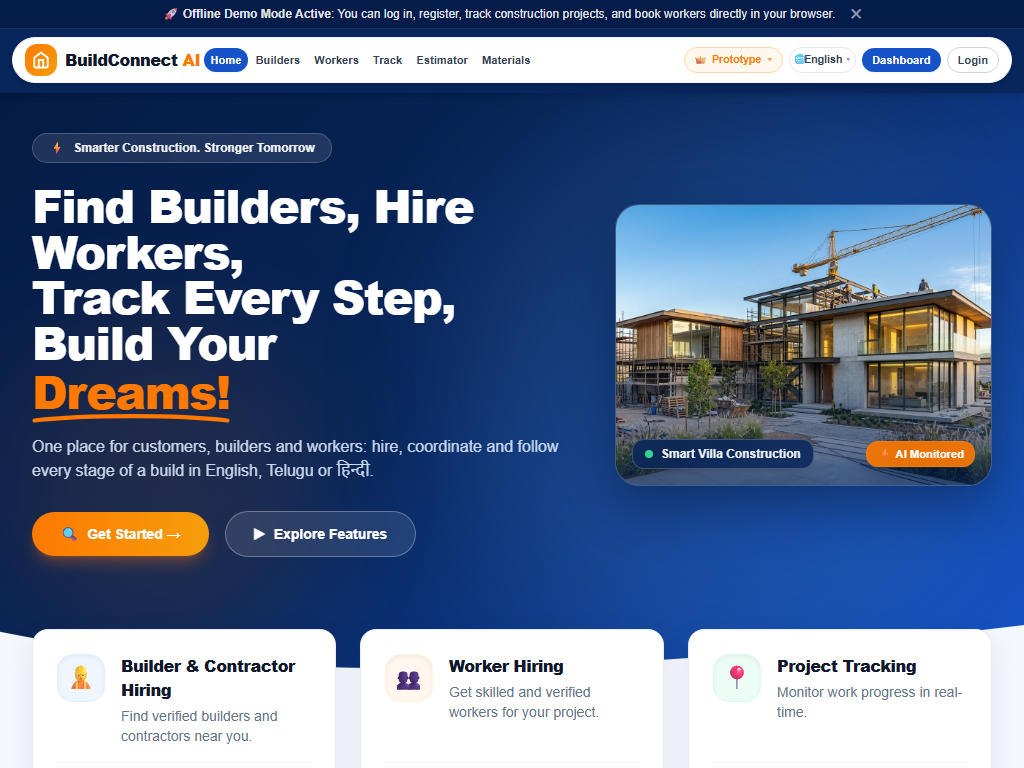 🚀 Offline Demo Mode Active: You can log in, register, track construction projects, and book workers directly in your browser. ✕
BuildConnect AI Home Builders Workers Track Estimator Materials 👑 Prototype ▾ 🌐English ▾ Dashboard Login
⚡ Smarter Construction. Stronger Tomorrow
Find Builders, Hire
Workers,
Track Every Step,
Build Your
Dreams!
One place for customers, builders and workers: hire, coordinate and follow
every stage of a build in English, Telugu or हिन्दी.
Smart Villa Construction
⚡ AI Monitored
🔍 Get Started →
▶ Explore Features
Builder & Contractor
Hiring
Find verified builders and
contractors near you.
Worker Hiring
Get skilled and verified
workers for your project.
Project Tracking
Monitor work progress in real-
time.